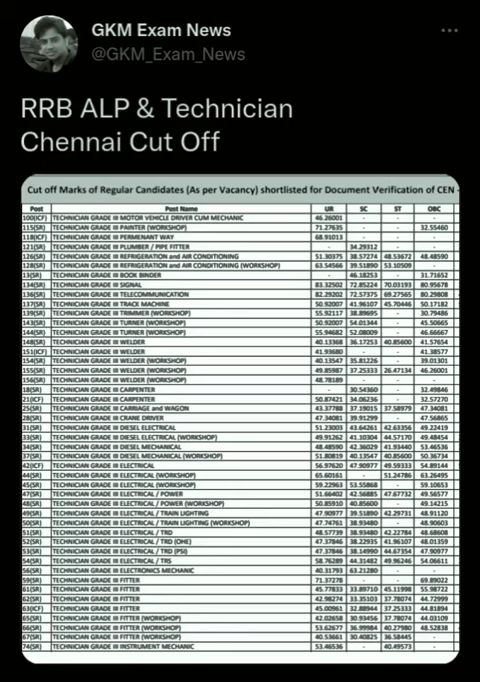 GKM Exam News
@GKM_Exam_News
RRB ALP & Technician
Chennai Cut Off
Cut off Marks of Regular Candidates (As per Vacancy) shortlisted for Document Verification of CEN -
Post Post Name UR SC ST OBC
100(ICF) TECHNICIAN GRADE III MOTOR VEHICLE DRIVER CUM MECHANIC 46.26001 - - -
115(SR) TECHNICIAN GRADE III PAINTER (WORKSHOP) 71.27635 - - 32.55460
118(ICF) TECHNICIAN GRADE III PERMENANT WAY 68.91013 - - -
121(SR) TECHNICIAN GRADE III PLUMBER / PIPE FITTER - 34.29312 - -
126(SR) TECHNICIAN GRADE III REFRIGERATION and AIR CONDITIONING 51.30375 38.57274 48.53672 48.48590
128(SR) TECHNICIAN GRADE III REFRIGERATION and AIR CONDITIONING (WORKSHOP) 63.54566 39.51890 53.10509 -
13(SR) TECHNICIAN GRADE III BOOK BINDER - 46.18253 - 31.71652
134(SR) TECHNICIAN GRADE III SIGNAL 83.32502 72.85224 70.03193 80.95678
136(SR) TECHNICIAN GRADE III TELECOMMUNICATION 82.29202 72.57375 69.27565 80.29808
137(SR) TECHNICIAN GRADE III TRACK MACHINE 50.92007 41.96107 45.70446 50.17182
139(SR) TECHNICIAN GRADE III TRIMMER (WORKSHOP) 55.92117 38.89695 - 30.79486
143(SR) TECHNICIAN GRADE III TURNER (WORKSHOP) 50.92007 54.01344 - 45.50665
144(SR) TECHNICIAN GRADE III TURNER (WORKSHOP) 55.94682 52.08009 - 46.66667
148(SR) TECHNICIAN GRADE III WELDER 40.13368 36.17253 40.85600 41.57654
151(ICF) TECHNICIAN GRADE III WELDER 41.93680 - - 41.38577
154(SR) TECHNICIAN GRADE III WELDER (WORKSHOP) 40.13547 35.81226 - 39.01301
155(SR) TECHNICIAN GRADE III WELDER (WORKSHOP) 49.85987 37.25333 26.47134 46.26001
156(SR) TECHNICIAN GRADE III WELDER (WORKSHOP) 48.78189 - - -
18(SR) TECHNICIAN GRADE III CARPENTER - 30.54360 - 32.49846
21(ICF) TECHNICIAN GRADE III CARPENTER 50.87421 34.06236 - 32.57270
25(SR) TECHNICIAN GRADE III CARRIAGE and WAGON 43.37788 37.19015 37.58979 47.34081
28(SR) TECHNICIAN GRADE III CRANE DRIVER 47.34081 39.91299 - 47.56865
31(SR) TECHNICIAN GRADE III DIESEL ELECTRICAL 51.23003 43.64261 42.63356 49.22419
33(SR) TECHNICIAN GRADE III DIESEL ELECTRICAL (WORKSHOP) 49.91262 41.10304 44.57170 49.48454
34(SR) TECHNICIAN GRADE III DIESEL MECHANICAL 48.48590 42.36029 41.93440 46.56536
37(SR) TECHNICIAN GRADE III DIESEL MECHANICAL (WORKSHOP) 51.80819 40.13547 40.85600 50.36734
42(ICF) TECHNICIAN GRADE III ELECTRICAL 56.97620 47.90977 49.59333 54.89144
44(SR) TECHNICIAN GRADE III ELECTRICAL (WORKSHOP) 65.60161 - 51.24786 63.26495
45(SR) TECHNICIAN GRADE III ELECTRICAL (WORKSHOP) 59.22963 53.55868 - 59.10653
47(SR) TECHNICIAN GRADE III ELECTRICAL / POWER 51.66402 42.56885 47.67732 49.56577
48(SR) TECHNICIAN GRADE III ELECTRICAL / POWER (WORKSHOP) 50.85910 40.85600 - 49.14215
49(SR) TECHNICIAN GRADE III ELECTRICAL / TRAIN LIGHTING 47.90977 39.51890 42.29731 48.91120
50(SR) TECHNICIAN GRADE III ELECTRICAL / TRAIN LIGHTING (WORKSHOP) 47.74761 38.93480 - 48.90603
51(SR) TECHNICIAN GRADE III ELECTRICAL / TRD 48.57739 38.93480 42.22784 48.68608
52(SR) TECHNICIAN GRADE III ELECTRICAL / TRD (OHE) 47.37846 38.22935 41.96107 48.01359
53(SR) TECHNICIAN GRADE III ELECTRICAL / TRD (PSI) 47.37846 38.14990 44.67354 47.90977
54(SR) TECHNICIAN GRADE III ELECTRICAL / TRS 58.76289 44.31482 49.96246 54.06611
56(SR) TECHNICIAN GRADE III ELECTRONICS MECHANIC 40.31793 63.21280 - -
59(SR) TECHNICIAN GRADE III FITTER 71.37278 - - 69.89022
61(SR) TECHNICIAN GRADE III FITTER 45.77833 33.89710 45.11998 55.98722
62(SR) TECHNICIAN GRADE III FITTER 42.98274 33.35103 37.78074 44.72999
63(ICF) TECHNICIAN GRADE III FITTER 45.00961 32.88944 37.25333 44.81894
65(SR) TECHNICIAN GRADE III FITTER (WORKSHOP) 42.02658 30.93456 37.78074 44.03109
66(SR) TECHNICIAN GRADE III FITTER (WORKSHOP) 53.62677 36.99984 40.27980 48.52838
67(SR) TECHNICIAN GRADE III FITTER (WORKSHOP) 40.53661 30.40825 36.58445 -
74(SR) TECHNICIAN GRADE III INSTRUMENT MECHANIC 53.46536 - 40.49573 -